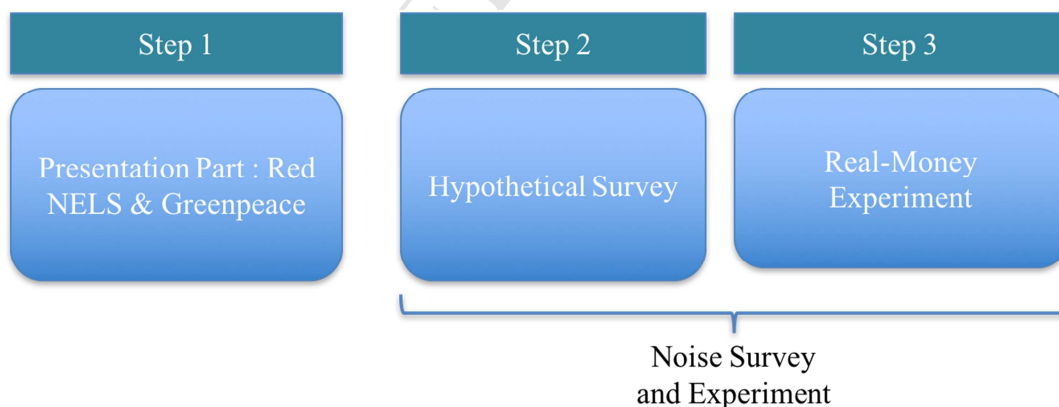 Step 1
Step 2
Step 3
Presentation Part : Red
NELS & Greenpeace
Hypothetical Survey
Real-Money
Experiment
Noise Survey
and Experiment